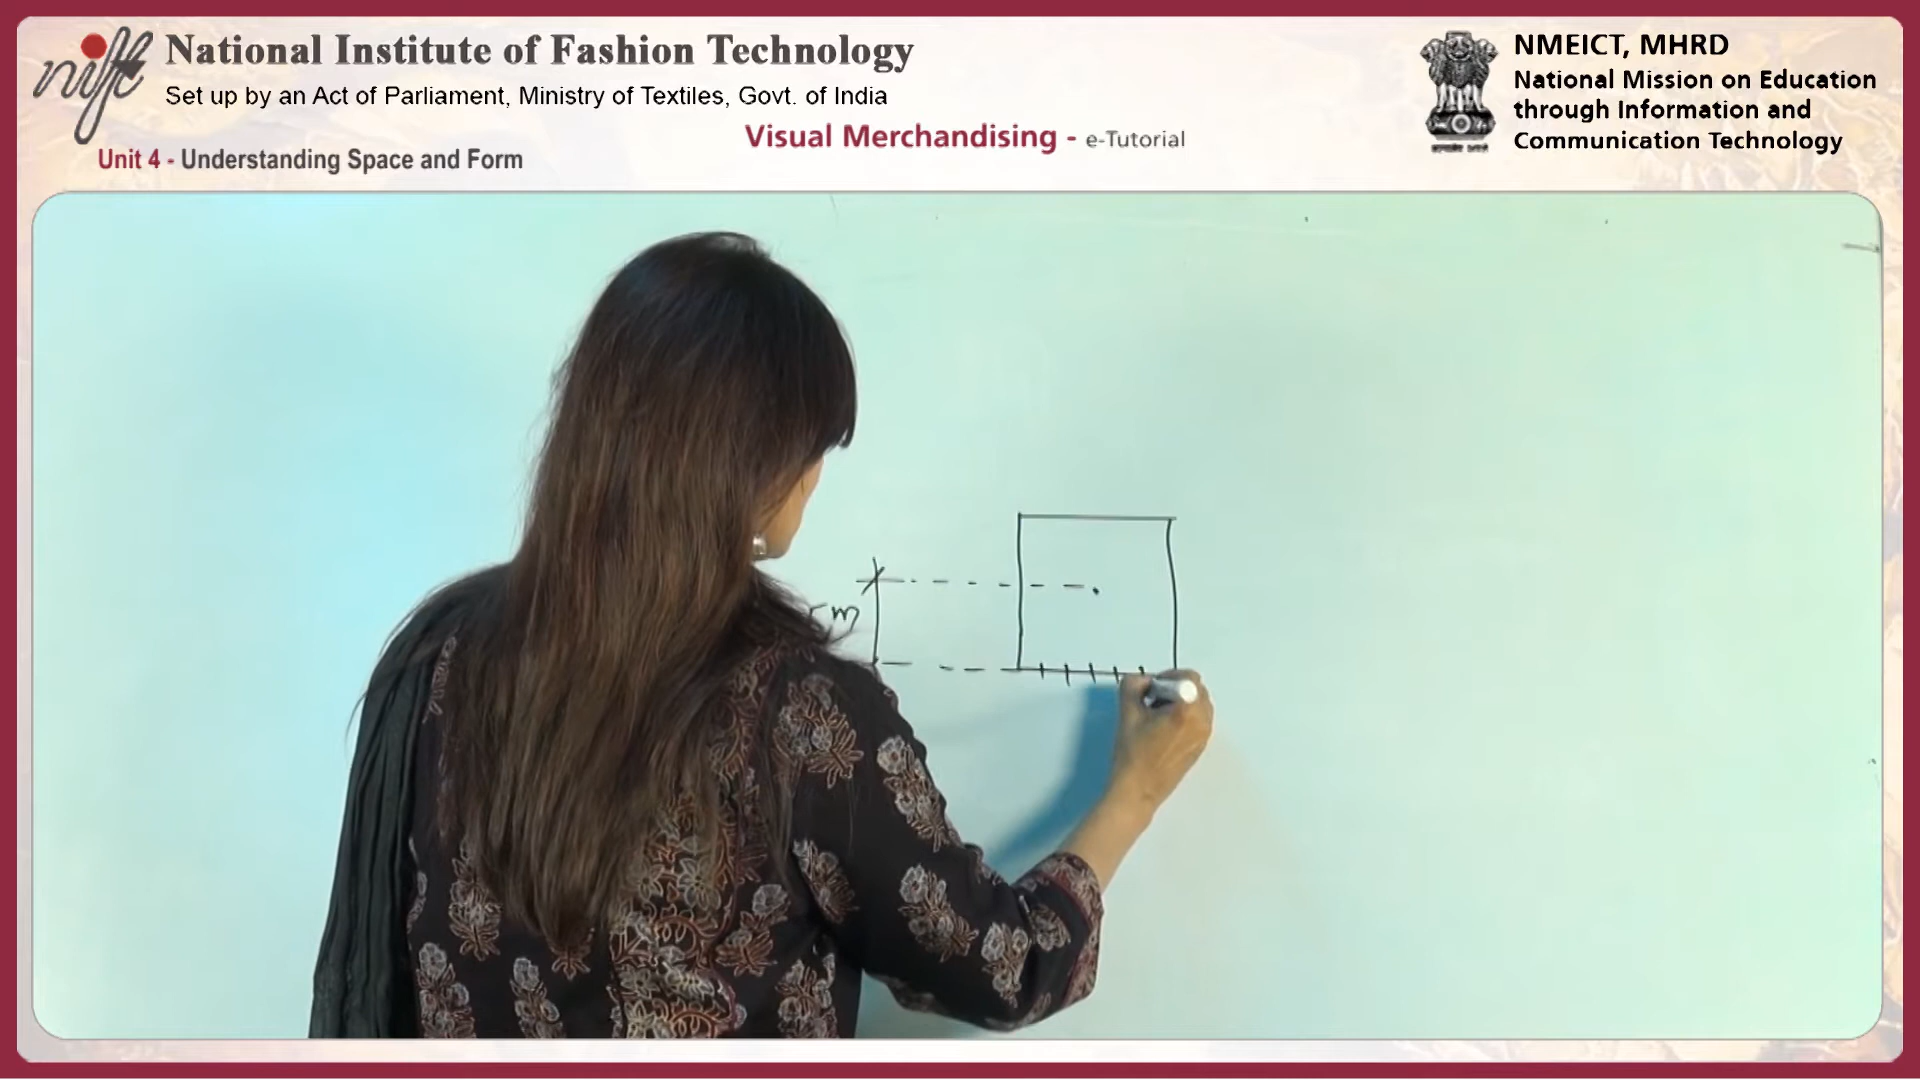 nift National Institute of Fashion Technology
Set up by an Act of Parliament, Ministry of Textiles, Govt. of India
Visual Merchandising - e-Tutorial
Unit 4 - Understanding Space and Form
NMEICT, MHRD
National Mission on Education
through Information and
Communication Technology